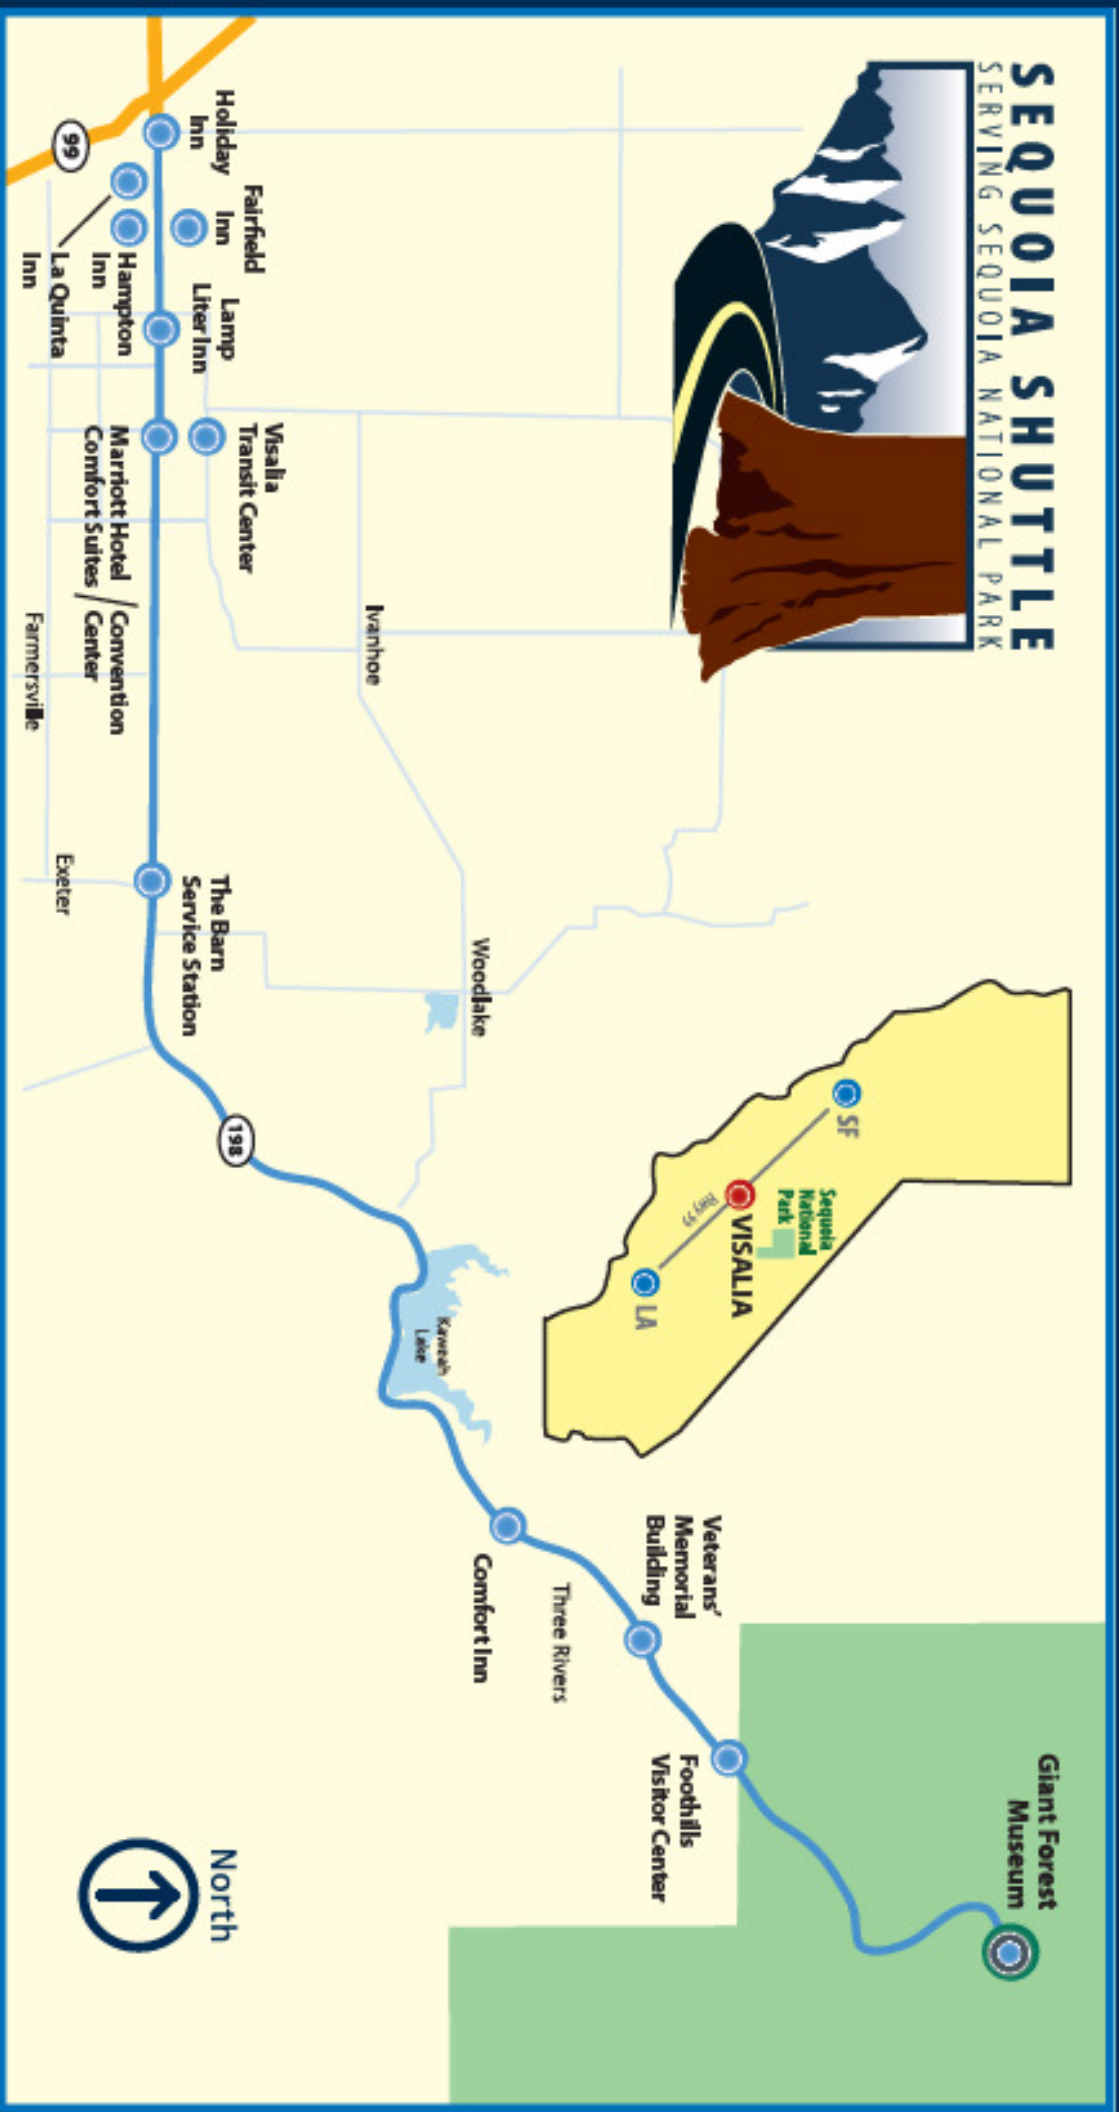 SEQUOIA SHUTTLE
SERVING SEQUOIA NATIONAL PARK
Giant Forest
Museum
SF
Sequoia
National
Park
VISALIA
Hwy 99
LA
Veterans'
Memorial
Building
Foothills
Visitor Center
Three Rivers
Comfort Inn
Woodlake
Kaweah
Lake
Ivanhoe
198
Holiday
Inn
Fairfield
Inn
Lamp
Liter Inn
Visalia
Transit Center
The Barn
Service Station
99
La Quinta
Inn
Hampton
Inn
Marriott Hotel / Convention
Comfort Suites / Center
Farmersville
Exeter
North